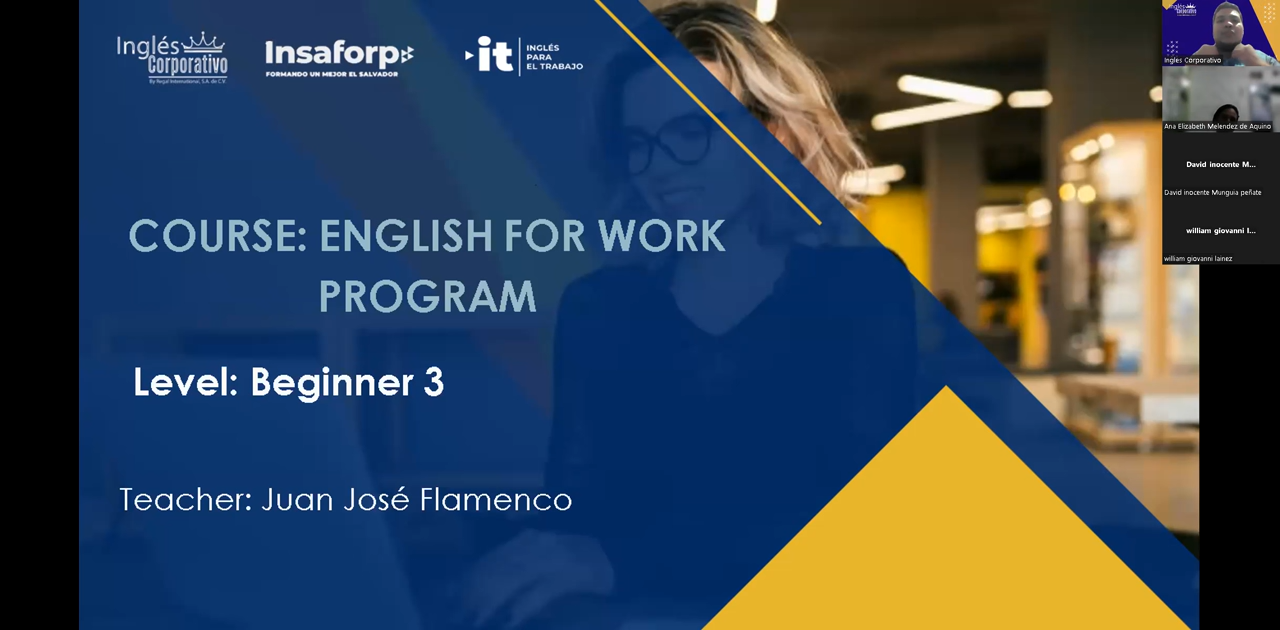 Inglés
Corporativo
By Regal International, S.A. de C.V.
Insaforp
FORMANDO UN MEJOR EL SALVADOR
it
INGLÉS
PARA
EL TRABAJO
COURSE: ENGLISH FOR WORK
PROGRAM
Level: Beginner 3
Teacher: Juan José Flamenco
Ingles Corporativo
Ana Elizabeth Melendez de Aquino
David inocente M...
David inocente Munguia peñate
william giovanni l...
william giovanni lainez